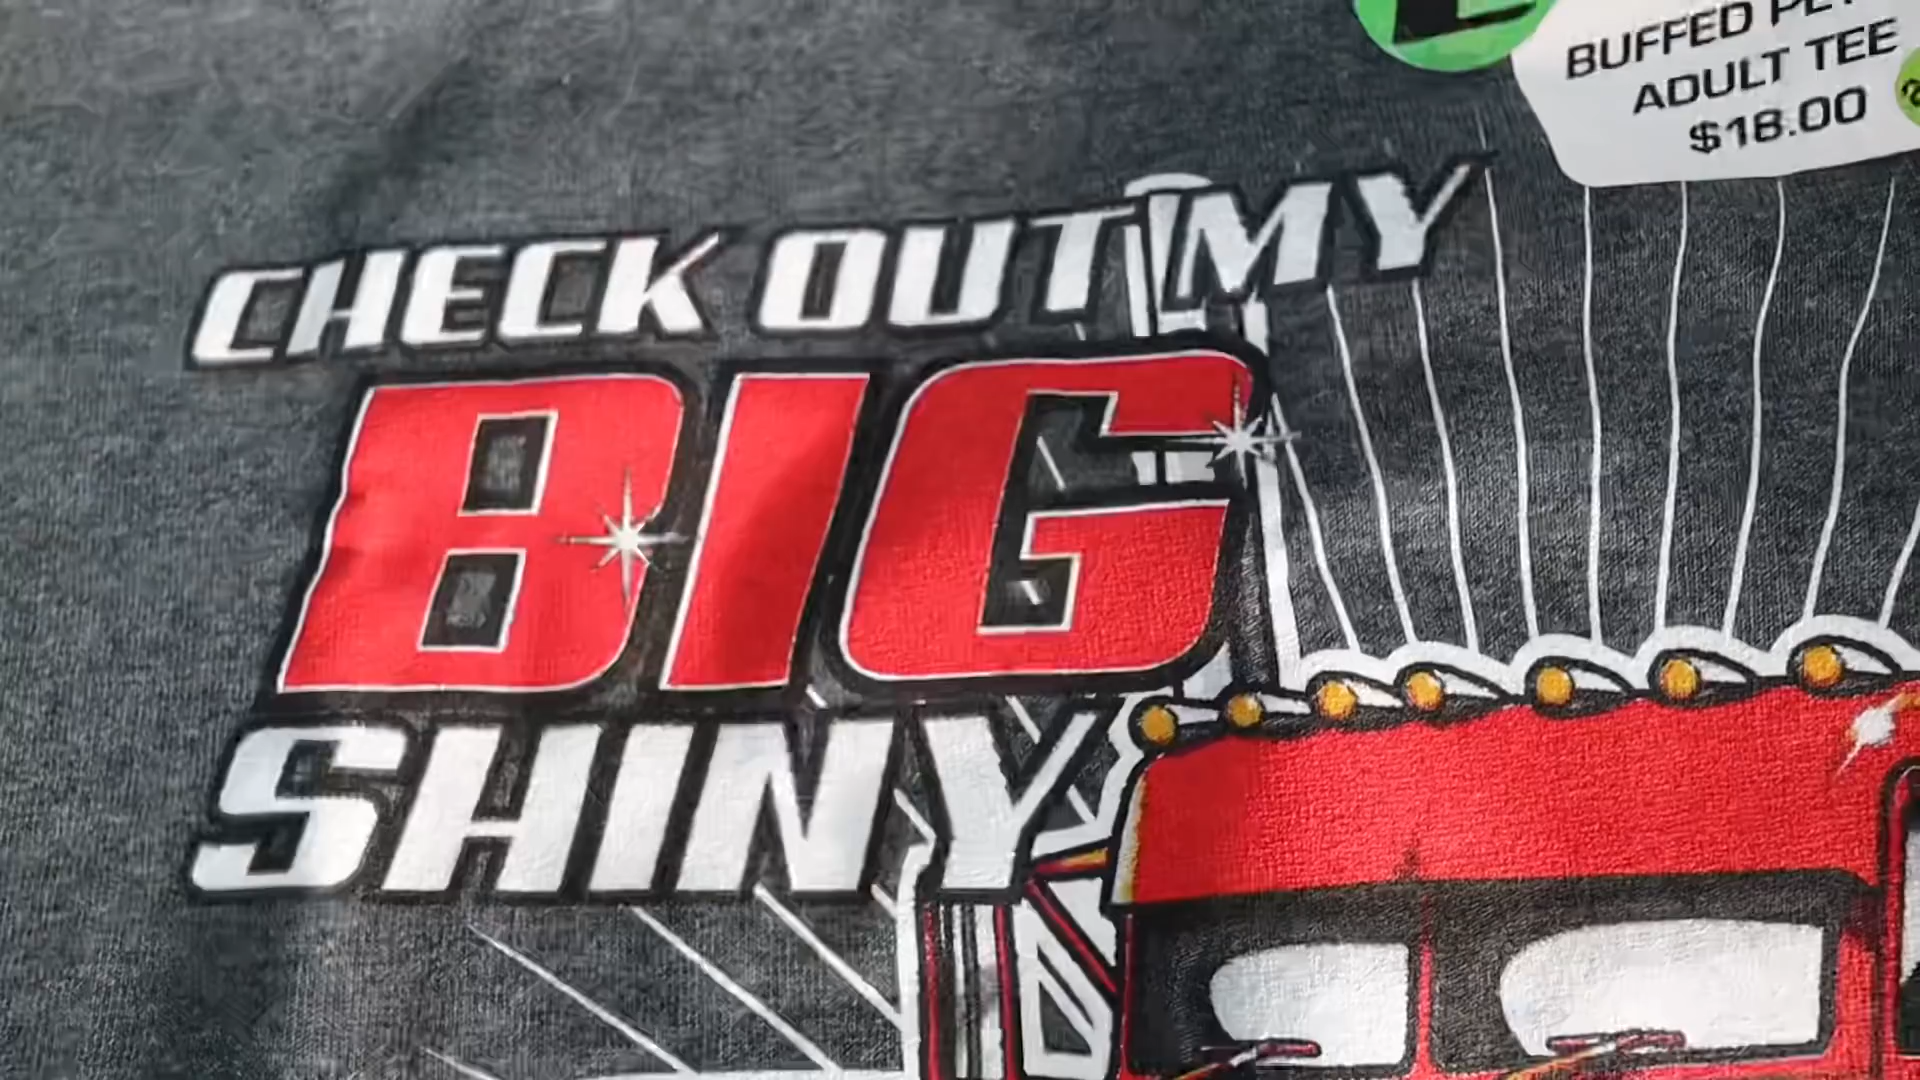 BUFFED
ADULT TEE
$18.00
CHECK OUT MY
BIG
SHINY